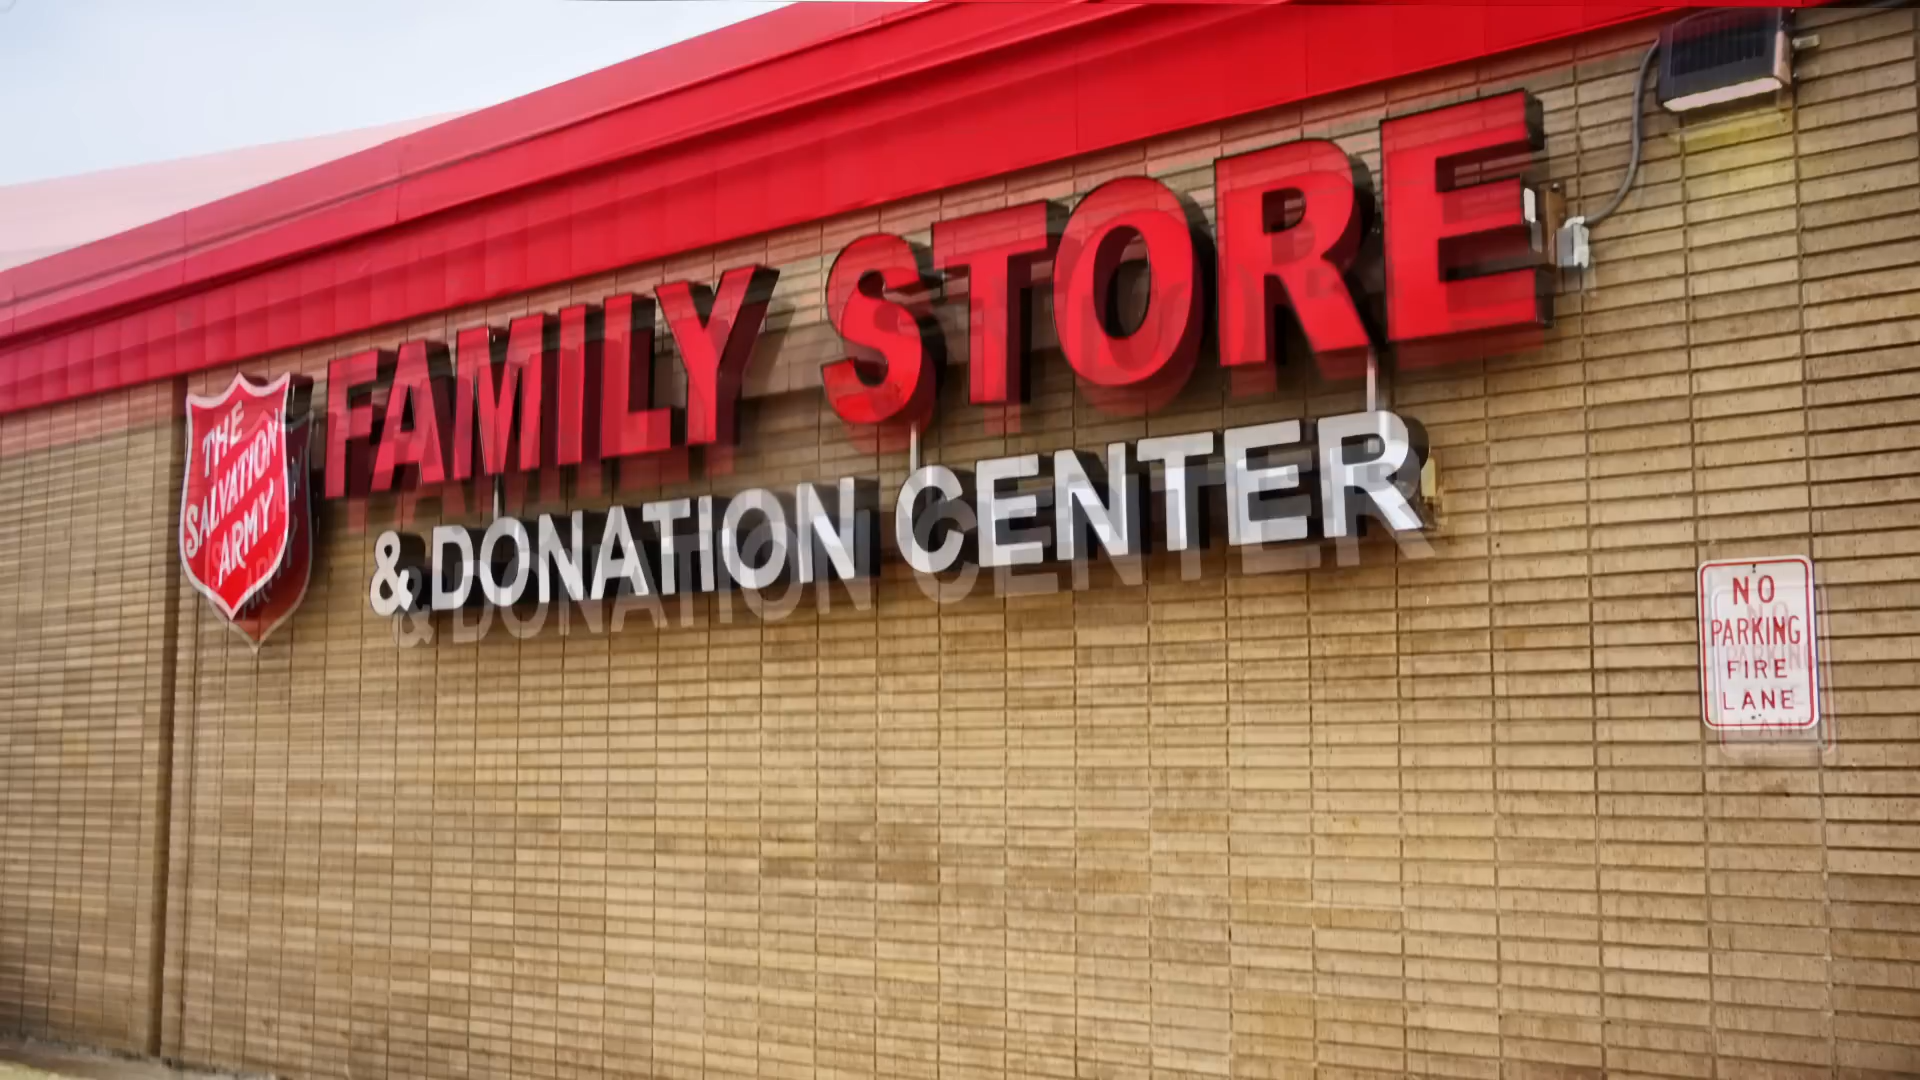 THE
SALVATION
ARMY
FAMILY STORE
& DONATION CENTER
NO
PARKING
FIRE
LANE